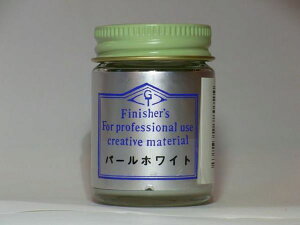 Finisher's
For professional use
creative material
パールホワイト